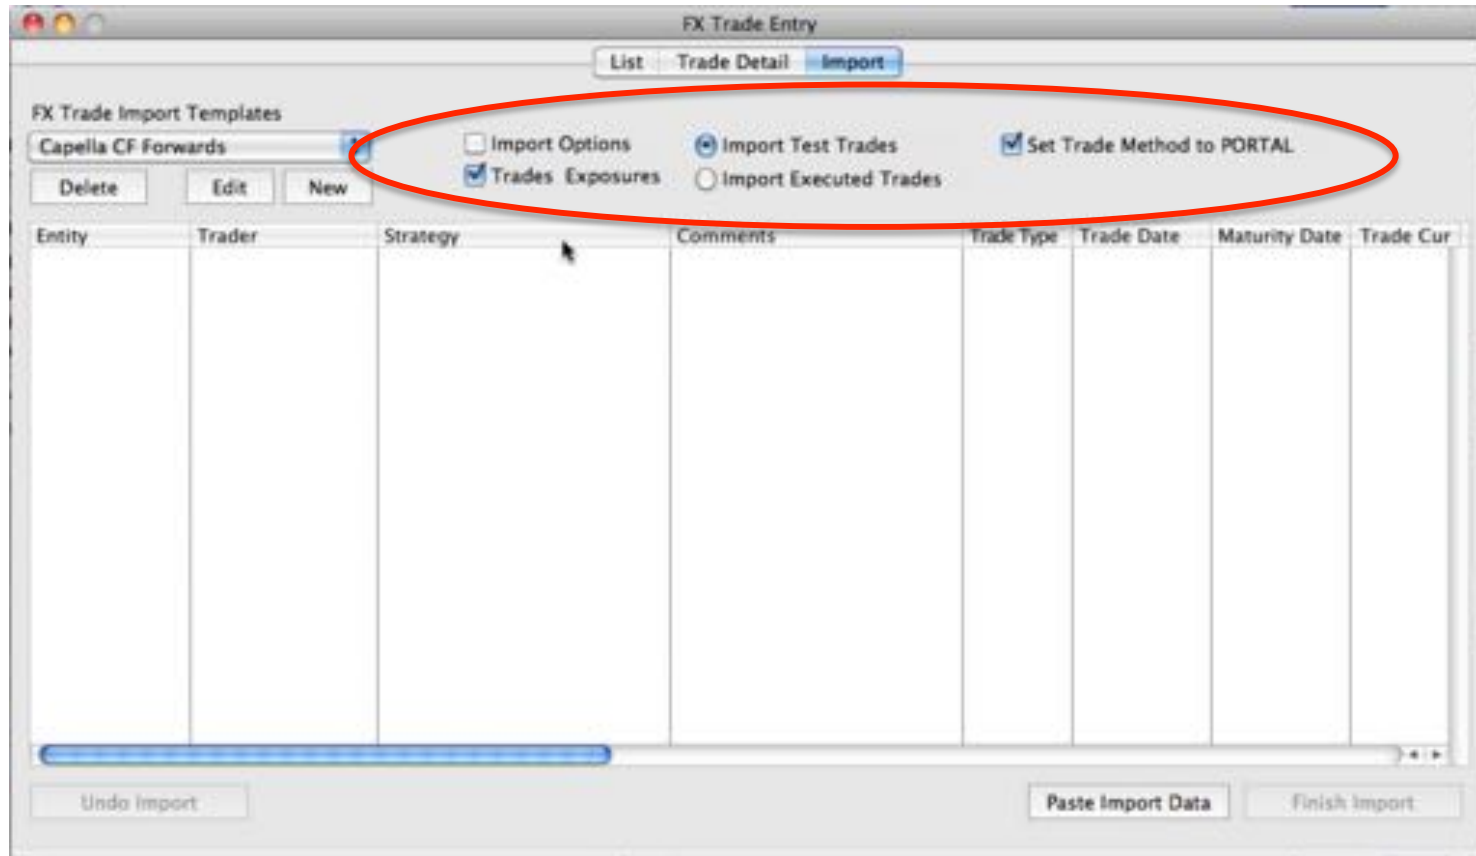 FX Trade Entry
List Trade Detail Import
FX Trade Import Templates
Capella CF Forwards
Import Options
Import Test Trades
Set Trade Method to PORTAL
Trades Exposures
Import Executed Trades
Delete Edit New
Entity Trader Strategy Comments Trade Type Trade Date Maturity Date Trade Cur
Undo Import Paste Import Data Finish Import